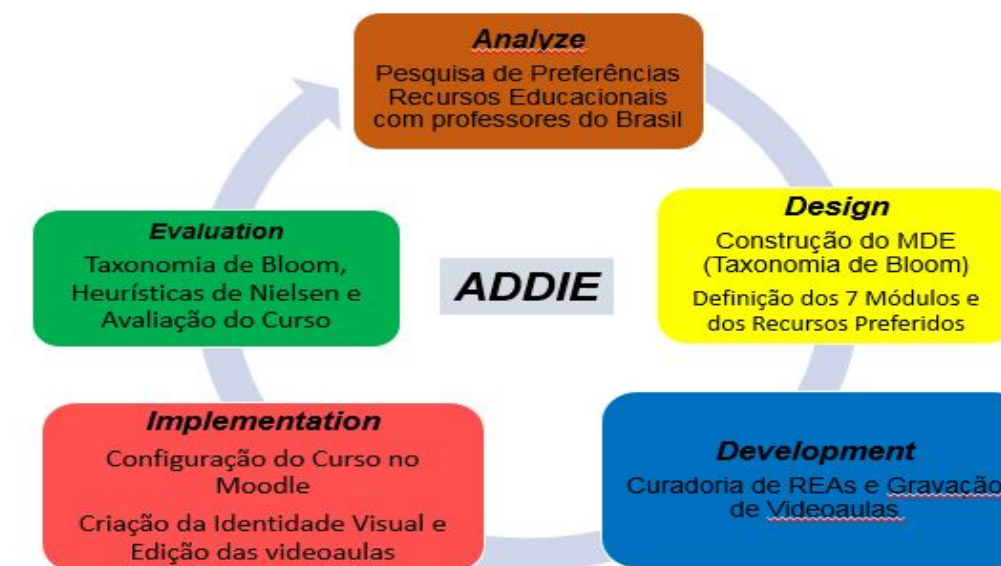 Analyze
Pesquisa de Preferências
Recursos Educacionais
com professores do Brasil
Design
Construção do MDE
(Taxonomia de Bloom)
Definição dos 7 Módulos e
dos Recursos Preferidos
Evaluation
Taxonomia de Bloom,
Heurísticas de Nielsen e
Avaliação do Curso
ADDIE
Implementation
Configuração do Curso no
Moodle
Criação da Identidade Visual e
Edição das videoaulas
Development
Curadoria de REAs e Gravação
de Videoaulas